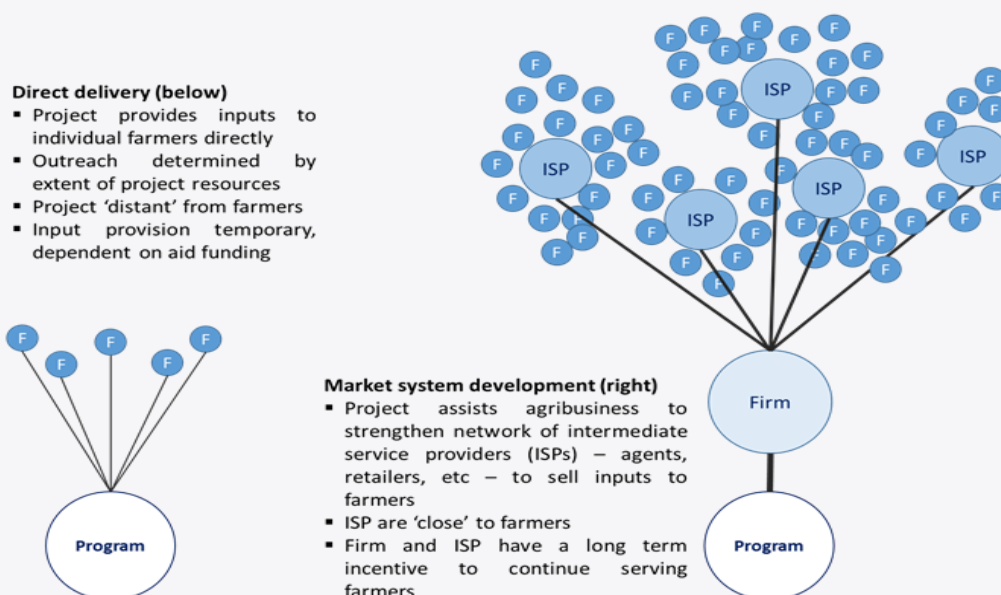 F F F F F F F F F F F F F F F F F
ISP
F F F F F F F F F F F F F F F F F
ISP
F F F F F F F F F
ISP
F F F F F F F F F F F F F
ISP
F F F F F F F F
ISP
Direct delivery (below)
▪ Project provides inputs to
individual farmers directly
▪ Outreach determined by
extent of project resources
▪ Project ‘distant’ from farmers
▪ Input provision temporary,
dependent on aid funding
F F F F F
Program
Market system development (right)
▪ Project assists agribusiness to
strengthen network of intermediate
service providers (ISPs) – agents,
retailers, etc – to sell inputs to
farmers
▪ ISP are ‘close’ to farmers
▪ Firm and ISP have a long term
incentive to continue serving
farmers
Firm
Program